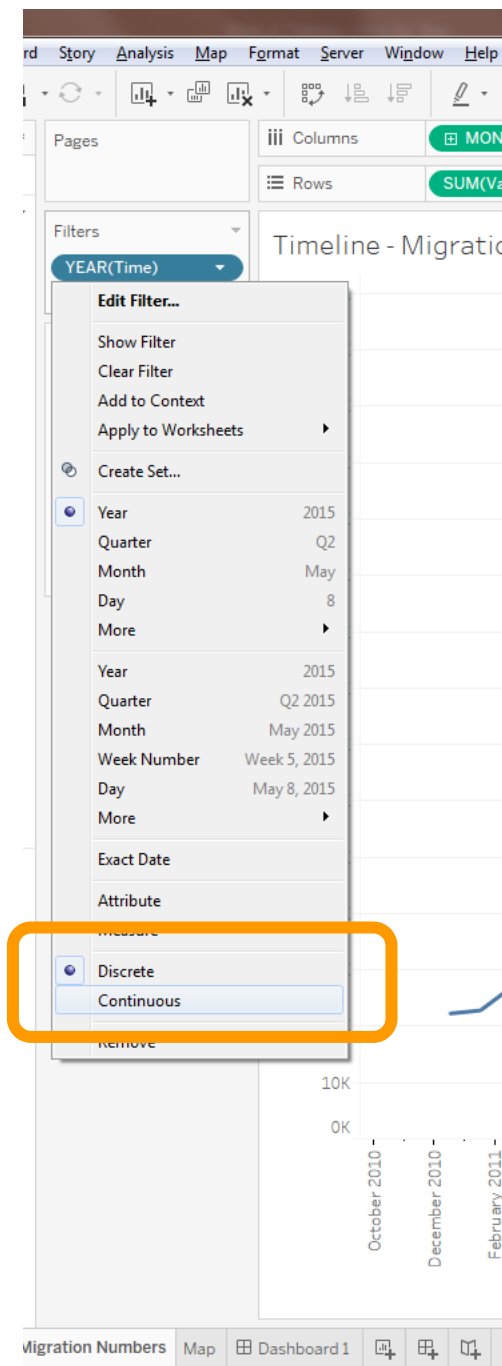 rd Story Analysis Map Format Server Window Help
Pages
iii Columns
MON
Rows
SUM(Va
Filters
Timeline - Migratio
YEAR(Time)
Edit Filter...
Show Filter
Clear Filter
Add to Context
Apply to Worksheets
Create Set...
Year 2015
Quarter Q2
Month May
Day 8
More
Year 2015
Quarter Q2 2015
Month May 2015
Week Number Week 5, 2015
Day May 8, 2015
More
Exact Date
Attribute
Measure
Discrete
Continuous
Remove
10K
0K
October 2010
December 2010
February 2011
Migration Numbers Map Dashboard 1